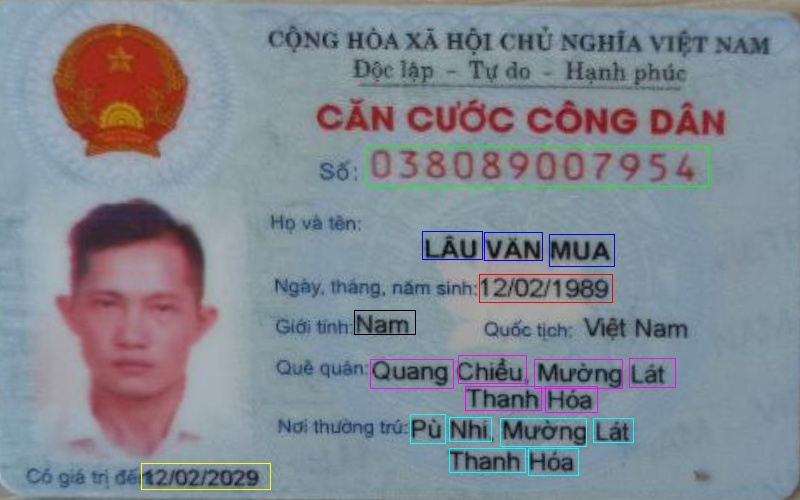 CỘNG HÒA XÃ HỘI CHỦ NGHĨA VIỆT NAM
Độc lập - Tự do - Hạnh phúc
CĂN CƯỚC CÔNG DÂN
Số: 038089007954
Họ và tên:
LÂU VĂN MUA
Ngày, tháng, năm sinh: 12/02/1989
Giới tính: Nam Quốc tịch: Việt Nam
Quê quán: Quang Chiểu, Mường Lát
Thanh Hóa
Nơi thường trú: Pù Nhi, Mường Lát
Thanh Hóa
Có giá trị đến 12/02/2029